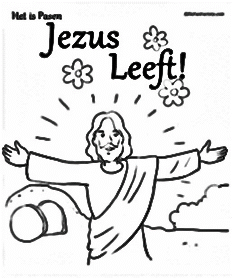 Het is Pasen
Jezus
Leeft!